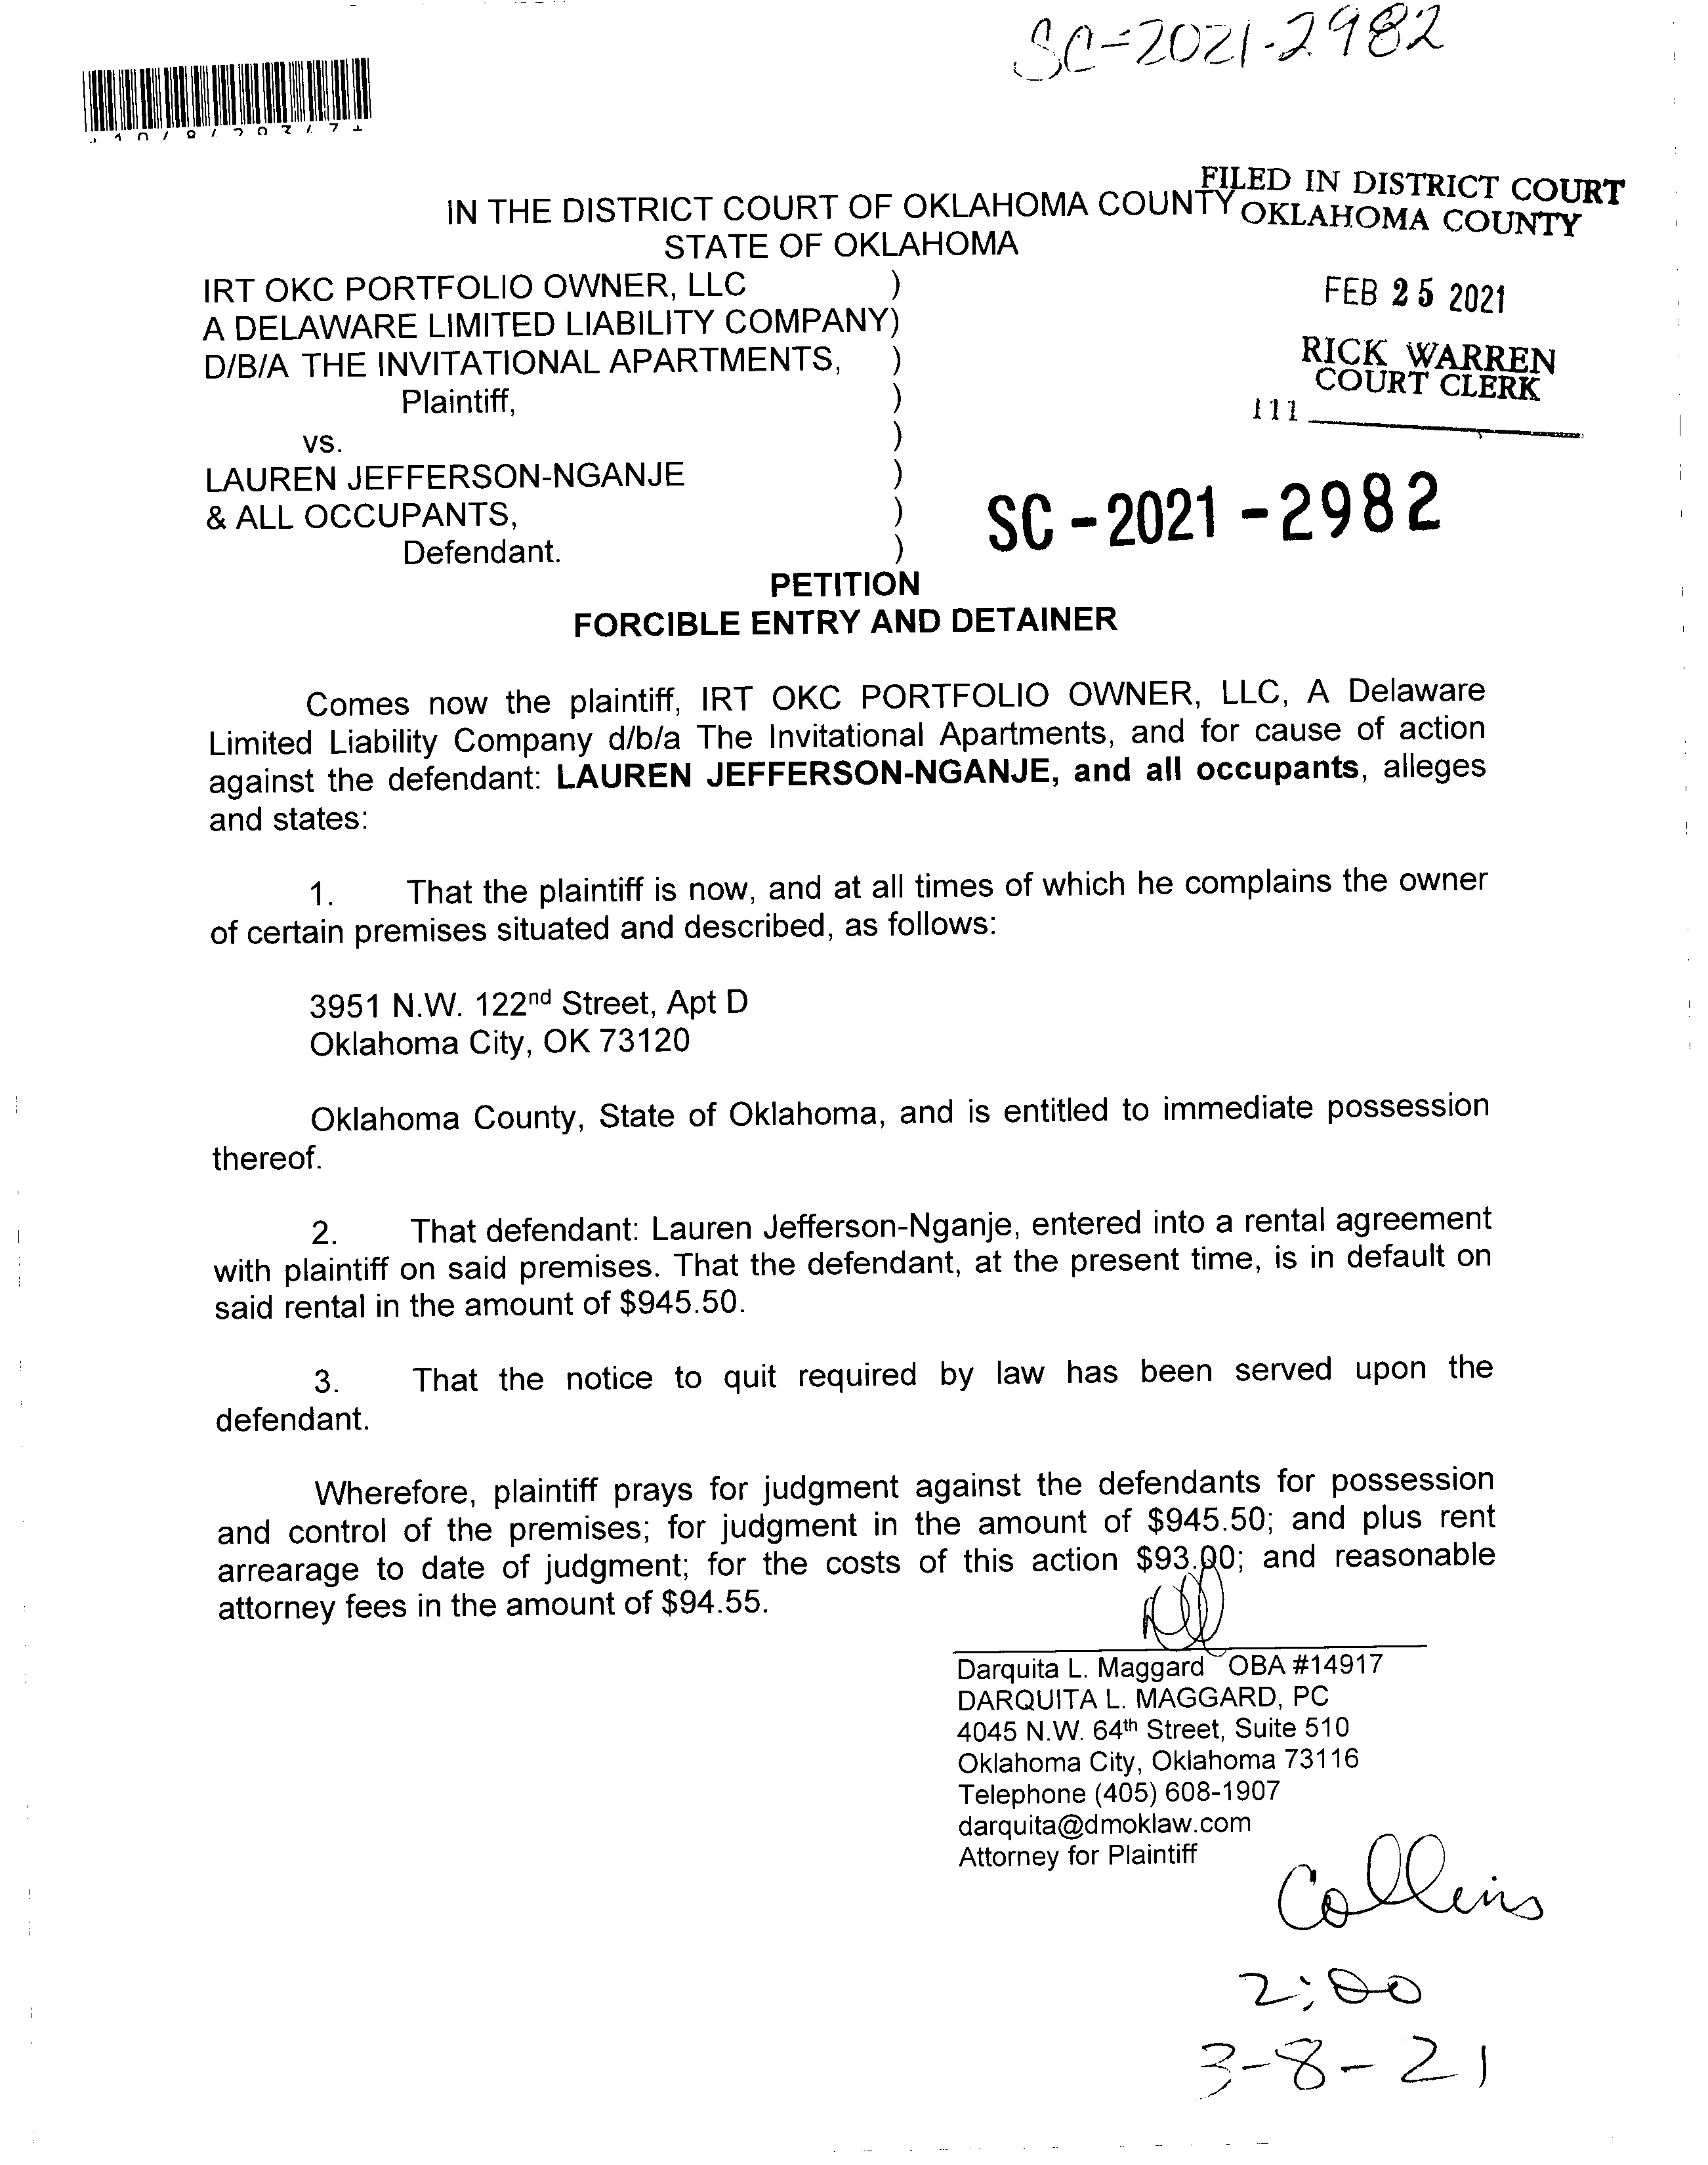 SC-2021-2982
FILED IN DISTRICT COURT
IN THE DISTRICT COURT OF OKLAHOMA COUNTY OKLAHOMA COUNTY
STATE OF OKLAHOMA
IRT OKC PORTFOLIO OWNER, LLC )
A DELAWARE LIMITED LIABILITY COMPANY)
D/B/A THE INVITATIONAL APARTMENTS, )
Plaintiff, )
vs. )
LAUREN JEFFERSON-NGANJE )
& ALL OCCUPANTS, )
Defendant. )
FEB 25 2021
RICK WARREN
COURT CLERK
111
SC-2021-2982
PETITION
FORCIBLE ENTRY AND DETAINER
Comes now the plaintiff, IRT OKC PORTFOLIO OWNER, LLC, A Delaware
Limited Liability Company d/b/a The Invitational Apartments, and for cause of action
against the defendant: LAUREN JEFFERSON-NGANJE, and all occupants, alleges
and states:
1. That the plaintiff is now, and at all times of which he complains the owner
of certain premises situated and described, as follows:
3951 N.W. 122nd Street, Apt D
Oklahoma City, OK 73120
Oklahoma County, State of Oklahoma, and is entitled to immediate possession
thereof.
2. That defendant: Lauren Jefferson-Nganje, entered into a rental agreement
with plaintiff on said premises. That the defendant, at the present time, is in default on
said rental in the amount of $945.50.
3. That the notice to quit required by law has been served upon the
defendant.
Wherefore, plaintiff prays for judgment against the defendants for possession
and control of the premises; for judgment in the amount of $945.50; and plus rent
arrearage to date of judgment; for the costs of this action $93.00; and reasonable
attorney fees in the amount of $94.55.
Darquita L. Maggard OBA #14917
DARQUITA L. MAGGARD, PC
4045 N.W. 64th Street, Suite 510
Oklahoma City, Oklahoma 73116
Telephone (405) 608-1907
darquita@dmoklaw.com
Attorney for Plaintiff
Collins
2:00
3-8-21